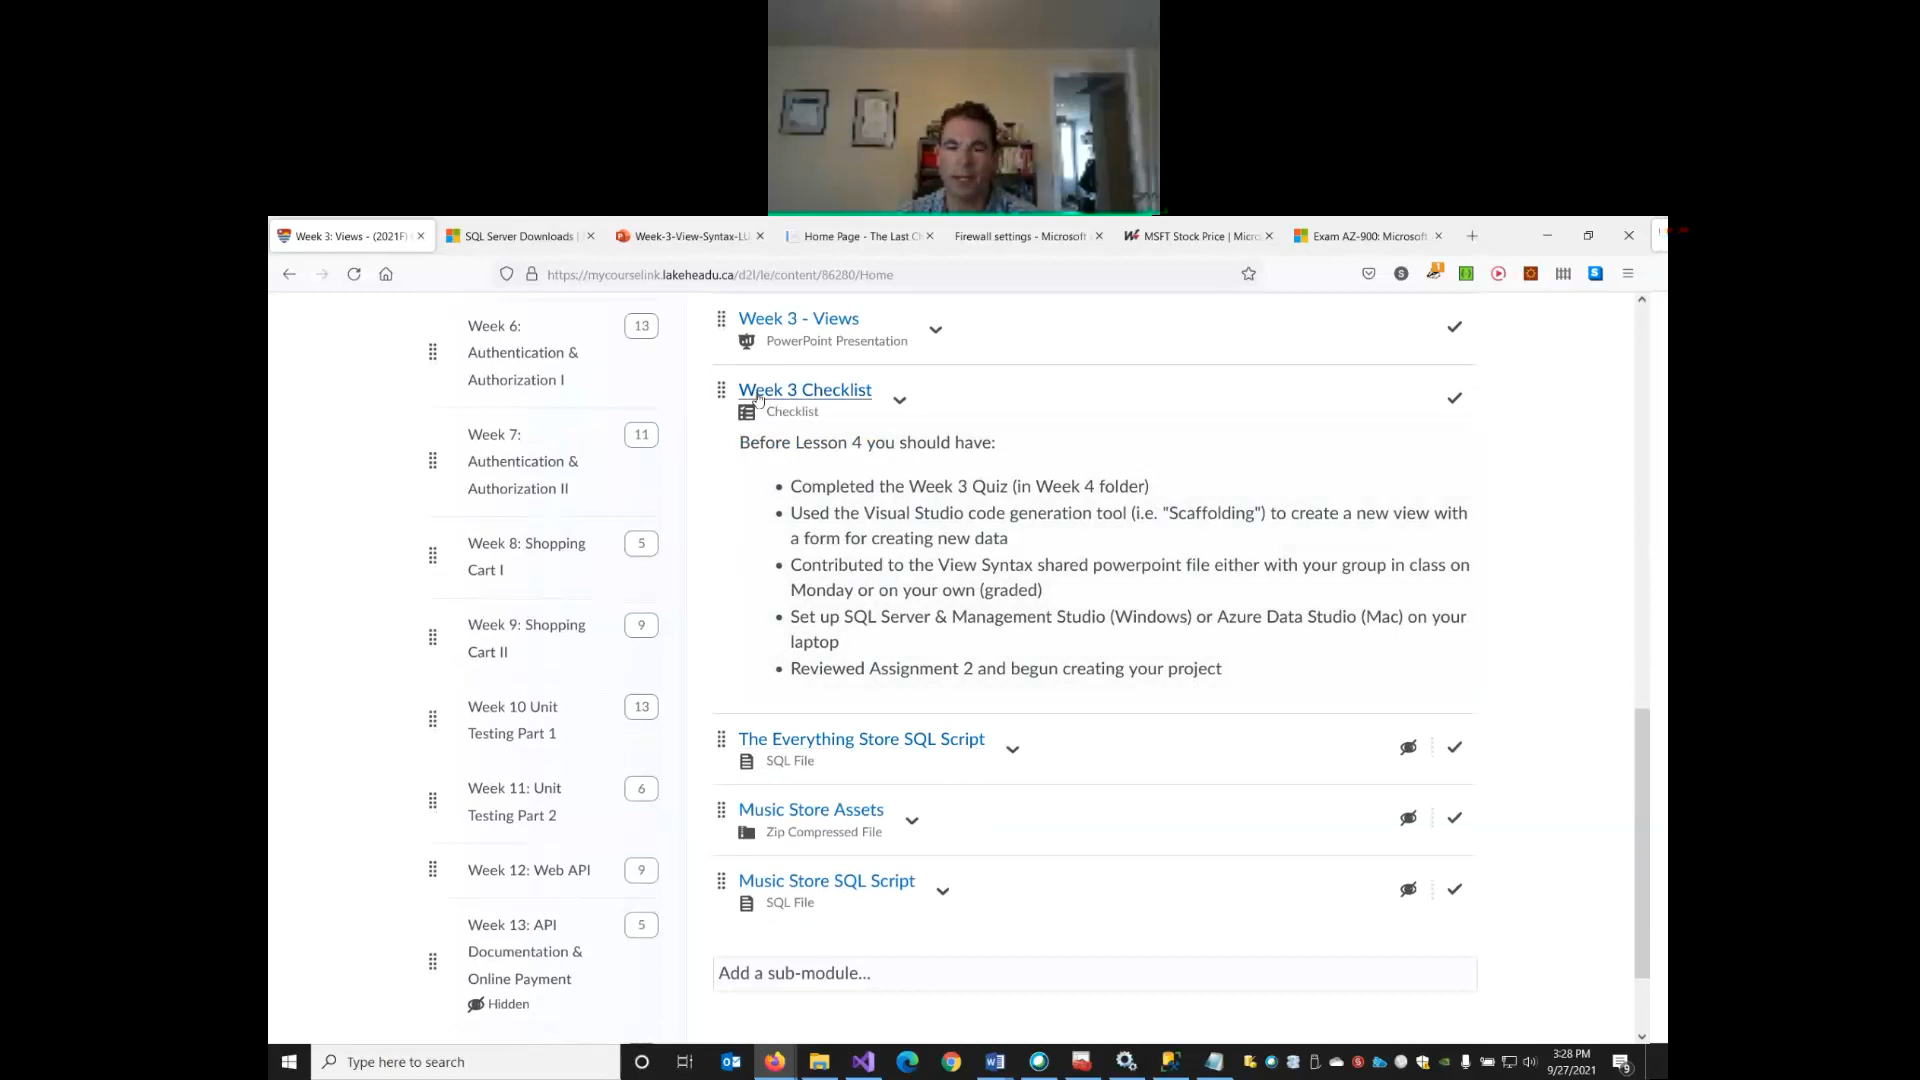 Week 3: Views - (2021F)
SQL Server Downloads |
Week-3-View-Syntax-LU
Home Page - The Last Ch
Firewall settings - Microsoft
MSFT Stock Price | Micro
Exam AZ-900: Microsoft
https://mycourselink.lakeheadu.ca/d2l/le/content/86280/Home
Week 6:
Authentication &
Authorization I
13
Week 7:
Authentication &
Authorization II
11
Week 8: Shopping
Cart I
5
Week 9: Shopping
Cart II
9
Week 10 Unit
Testing Part 1
13
Week 11: Unit
Testing Part 2
6
Week 12: Web API
9
Week 13: API
Documentation &
Online Payment
Hidden
5
Week 3 - Views
PowerPoint Presentation
Week 3 Checklist
Checklist
Before Lesson 4 you should have:
• Completed the Week 3 Quiz (in Week 4 folder)
• Used the Visual Studio code generation tool (i.e. "Scaffolding") to create a new view with
a form for creating new data
• Contributed to the View Syntax shared powerpoint file either with your group in class on
Monday or on your own (graded)
• Set up SQL Server & Management Studio (Windows) or Azure Data Studio (Mac) on your
laptop
• Reviewed Assignment 2 and begun creating your project
The Everything Store SQL Script
SQL File
Music Store Assets
Zip Compressed File
Music Store SQL Script
SQL File
Add a sub-module...
Type here to search
3:28 PM
9/27/2021
9